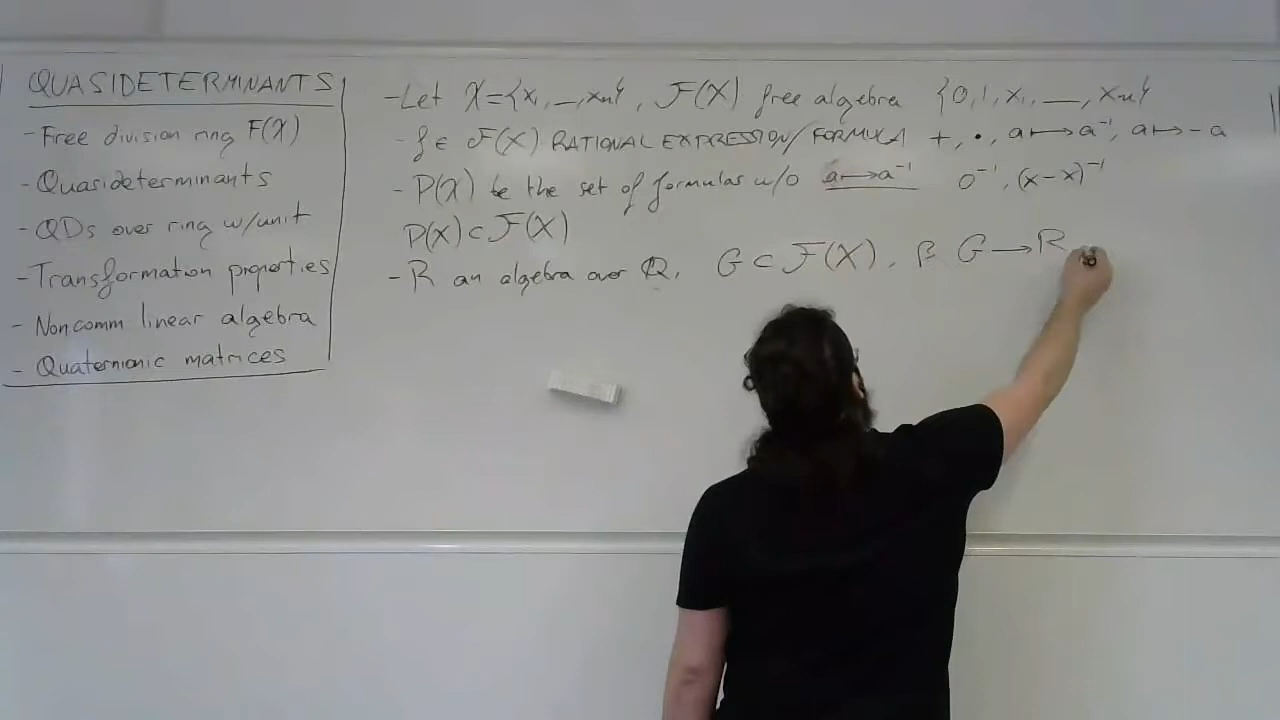 QUASIDETERMINANTS
- Free division ring F(X)
- Quasideterminants
- QDs over ring w/unit
- Transformation properties
- Noncomm linear algebra
- Quaternionic matrices
- Let X={x₁,—,xₙ}, ℱ(X) free algebra {0,1,x₁,—,xₙ}
- f ∈ ℱ(X) RATIONAL EXPRESSION/FORMULA +, ·, a↦a⁻¹, a↦-a
- P(X) be the set of formulas w/o a↦a⁻¹ 0⁻¹, (x-x)⁻¹
P(X)⊂ℱ(X)
- R an algebra over ℚ, G⊂ℱ(X), β G→R